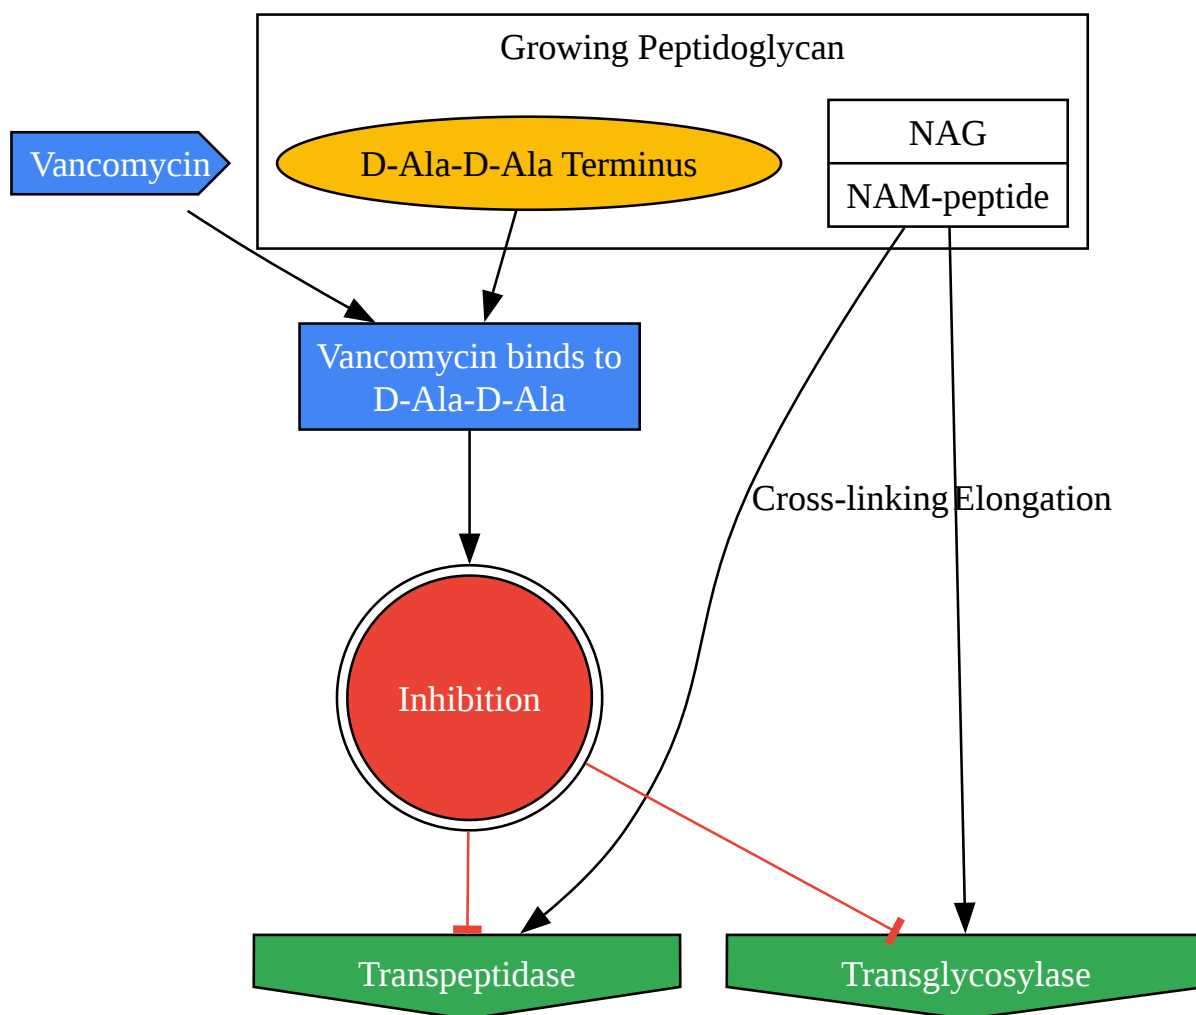 Growing Peptidoglycan
Vancomycin
D-Ala-D-Ala Terminus
NAG
NAM-peptide
Vancomycin binds to
D-Ala-D-Ala
Cross-linking
Elongation
Inhibition
Transpeptidase
Transglycosylase